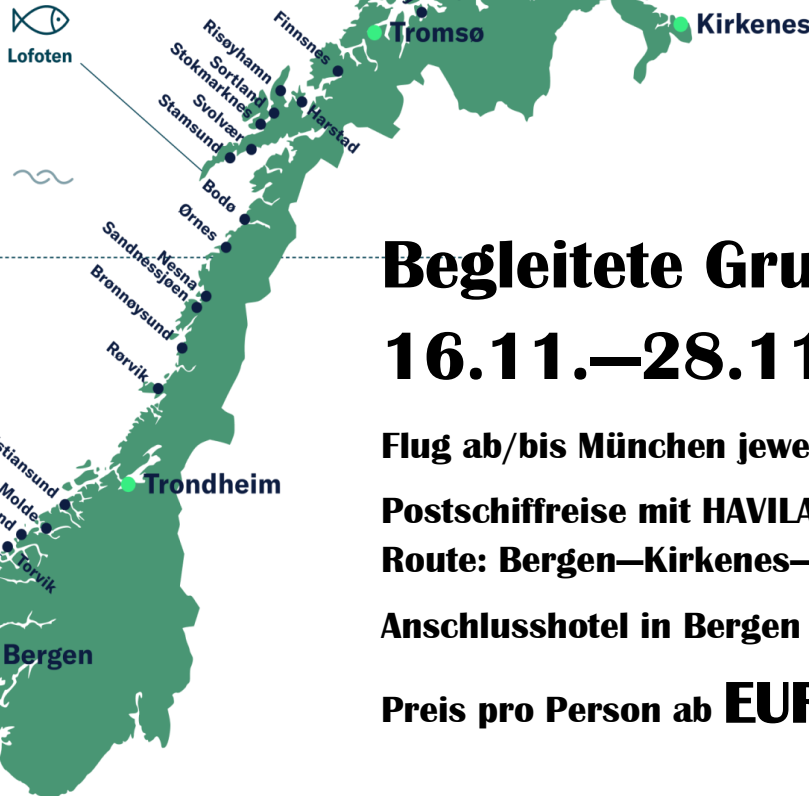 Finnsnes
Tromsø
Kirkenes
Lofoten
Risøyhamn
Sortland
Stokmarknes
Harstad
Svolvær
Stamsund
Bodø
Ørnes
Nesna
Sandnessjøen
Brønnøysund
Rørvik
Begleitete Gru
16.11.—28.11
Flug ab/bis München jewe
Trondheim
stiansund
Molde
nd
Torvik
Postschiffreise mit HAVILA
Route: Bergen—Kirkenes—
Anschlusshotel in Bergen
Bergen
Preis pro Person ab EUR